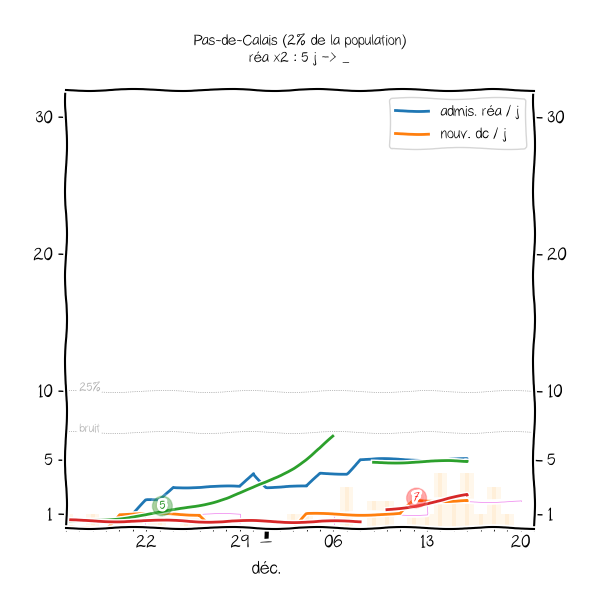 Pas-de-Calais (2% de la population)
réa x2 : 5 j -> _
admis. réa / j
nouv. dc / j
30 30
20 20
25%
10 10
bruit
5 5
5 7
1 1
22 29 06 13 20
déc.